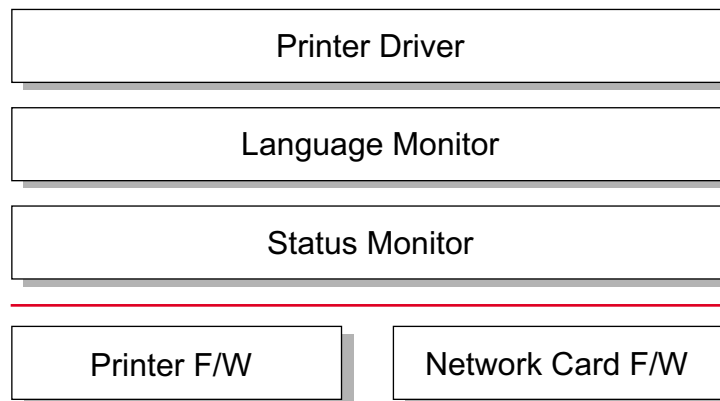 Printer Driver
Language Monitor
Status Monitor
Printer F/W
Network Card F/W